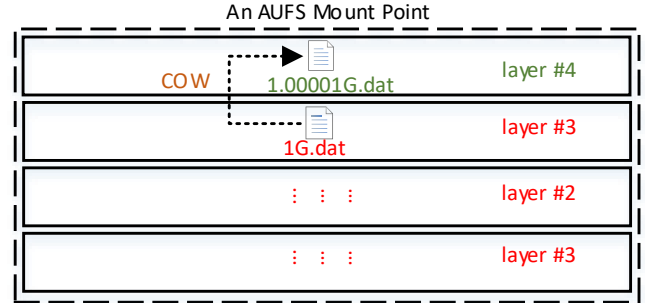 An AUFS Mount Point
COW
1.00001G.dat
layer #4
1G.dat
layer #3
⋮ ⋮ ⋮
layer #2
⋮ ⋮ ⋮
layer #3